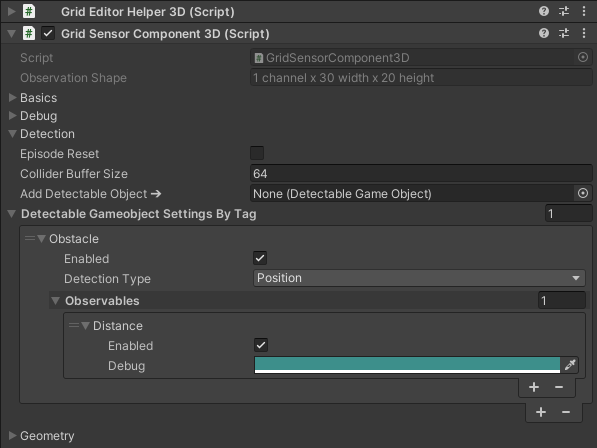 Grid Editor Helper 3D (Script)
Grid Sensor Component 3D (Script)
Script GridSensorComponent3D
Observation Shape 1 channel x 30 width x 20 height
Basics
Debug
Detection
Episode Reset
Collider Buffer Size 64
Add Detectable Object ➔ None (Detectable Game Object)
Detectable Gameobject Settings By Tag 1
Obstacle
Enabled
Detection Type Position
Observables 1
Distance
Enabled
Debug
+ −
+ −
Geometry